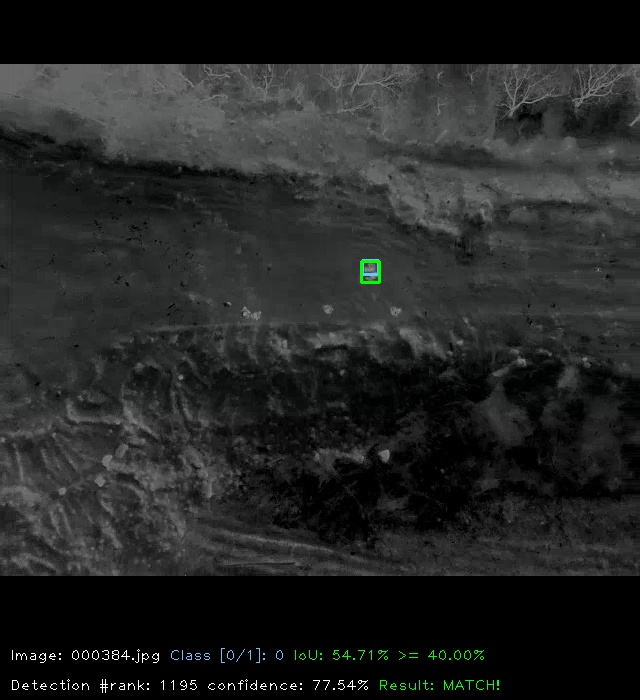 Image: 000384.jpg Class [0/1]: 0 IoU: 54.71% >= 40.00%
Detection #rank: 1195 confidence: 77.54% Result: MATCH!